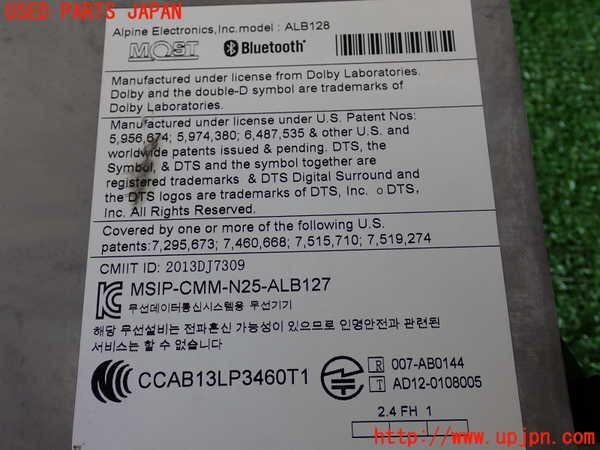 USED PARTS JAPAN
Alpine Electronics,Inc.model : ALB128
MOST Bluetooth®
Manufactured under license from Dolby Laboratories.
Dolby and the double-D symbol are trademarks of
Dolby Laboratories.
Manufactured under license under U.S. Patent Nos:
5,956,674; 5,974,380; 6,487,535 & other U.S. and
worldwide patents issued & pending. DTS, the
Symbol, & DTS and the symbol together are
registered trademarks & DTS Digital Surround and
the DTS logos are trademarks of DTS, Inc. o DTS,
Inc. All Rights Reserved.
Covered by one or more of the following U.S.
patents:7,295,673; 7,460,668; 7,515,710; 7,519,274
CMIIT ID: 2013DJ7309
MSIP-CMM-N25-ALB127
무선데이터통신시스템용 무선기기
해당 무선설비는 전파혼신 가능성이 있으므로 인명안전과 관련된
서비스는 할 수 없습니다
CCAB13LP3460T1
R 007-AB0144
T AD12-0108005
2.4 FH 1
http://www.upjpn.com/